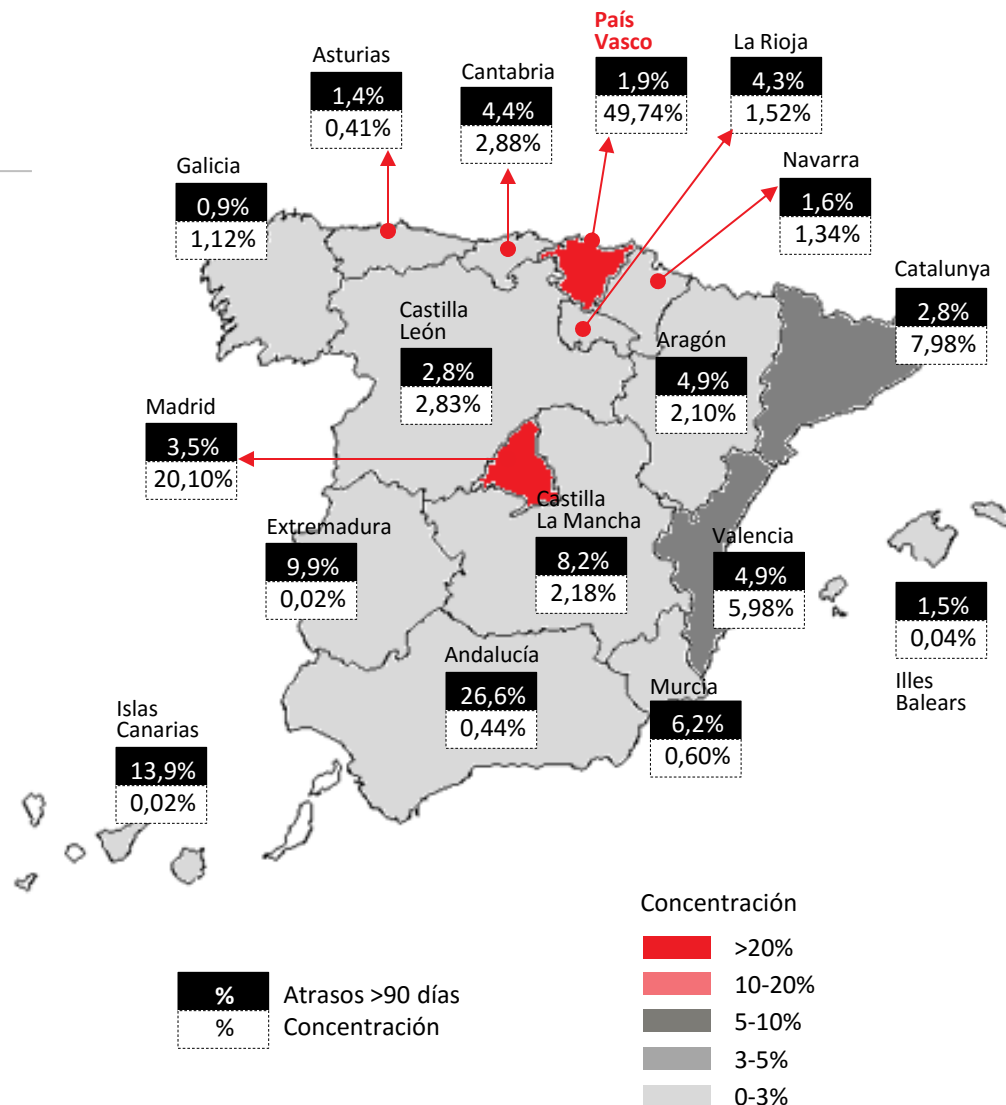 País
Vasco
1,9%
49,74%
La Rioja
4,3%
1,52%
Asturias
1,4%
0,41%
Cantabria
4,4%
2,88%
Navarra
1,6%
1,34%
Galicia
0,9%
1,12%
Catalunya
2,8%
7,98%
Castilla
León
2,8%
2,83%
Aragón
4,9%
2,10%
Madrid
3,5%
20,10%
Extremadura
9,9%
0,02%
Castilla
La Mancha
8,2%
2,18%
Valencia
4,9%
5,98%
1,5%
0,04%
Illes
Balears
Andalucía
26,6%
0,44%
Murcia
6,2%
0,60%
Islas
Canarias
13,9%
0,02%
Concentración
>20%
10-20%
5-10%
3-5%
0-3%
% Atrasos >90 días
% Concentración